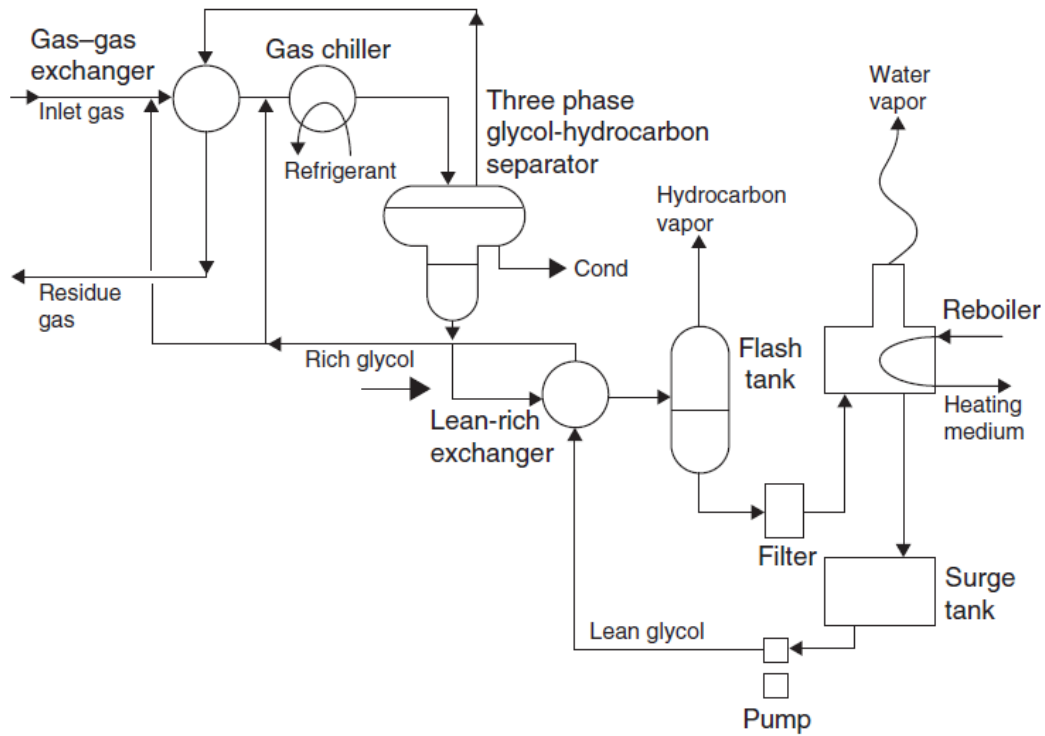 Gas–gas
exchanger
Inlet gas
Gas chiller
Refrigerant
Three phase
glycol-hydrocarbon
separator
Water
vapor
Hydrocarbon
vapor
Cond
Residue
gas
Rich glycol
Lean-rich
exchanger
Flash
tank
Reboiler
Heating
medium
Filter
Surge
tank
Lean glycol
Pump